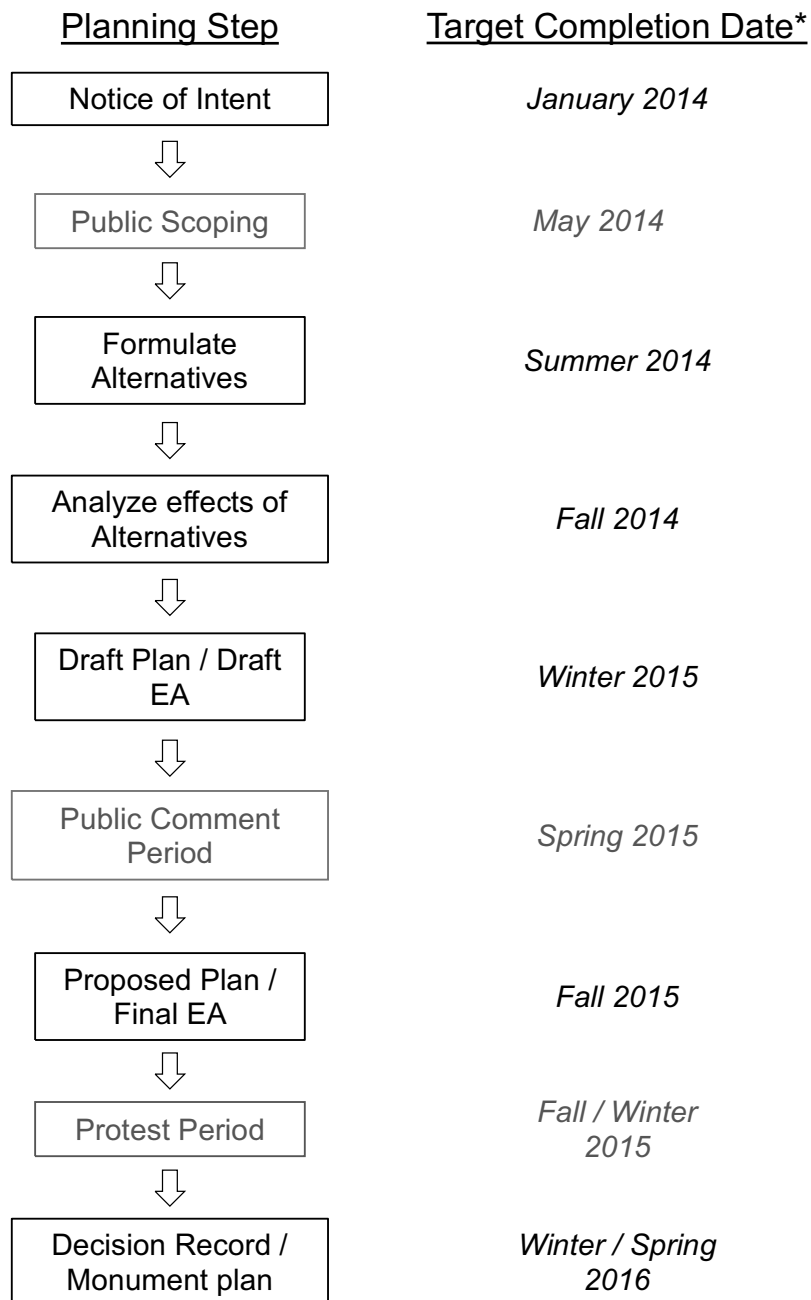 Planning Step Target Completion Date*
Notice of Intent January 2014
Public Scoping May 2014
Formulate
Alternatives
Summer 2014
Analyze effects of
Alternatives
Fall 2014
Draft Plan / Draft
EA
Winter 2015
Public Comment
Period
Spring 2015
Proposed Plan /
Final EA
Fall 2015
Protest Period
Fall / Winter
2015
Decision Record /
Monument plan
Winter / Spring
2016